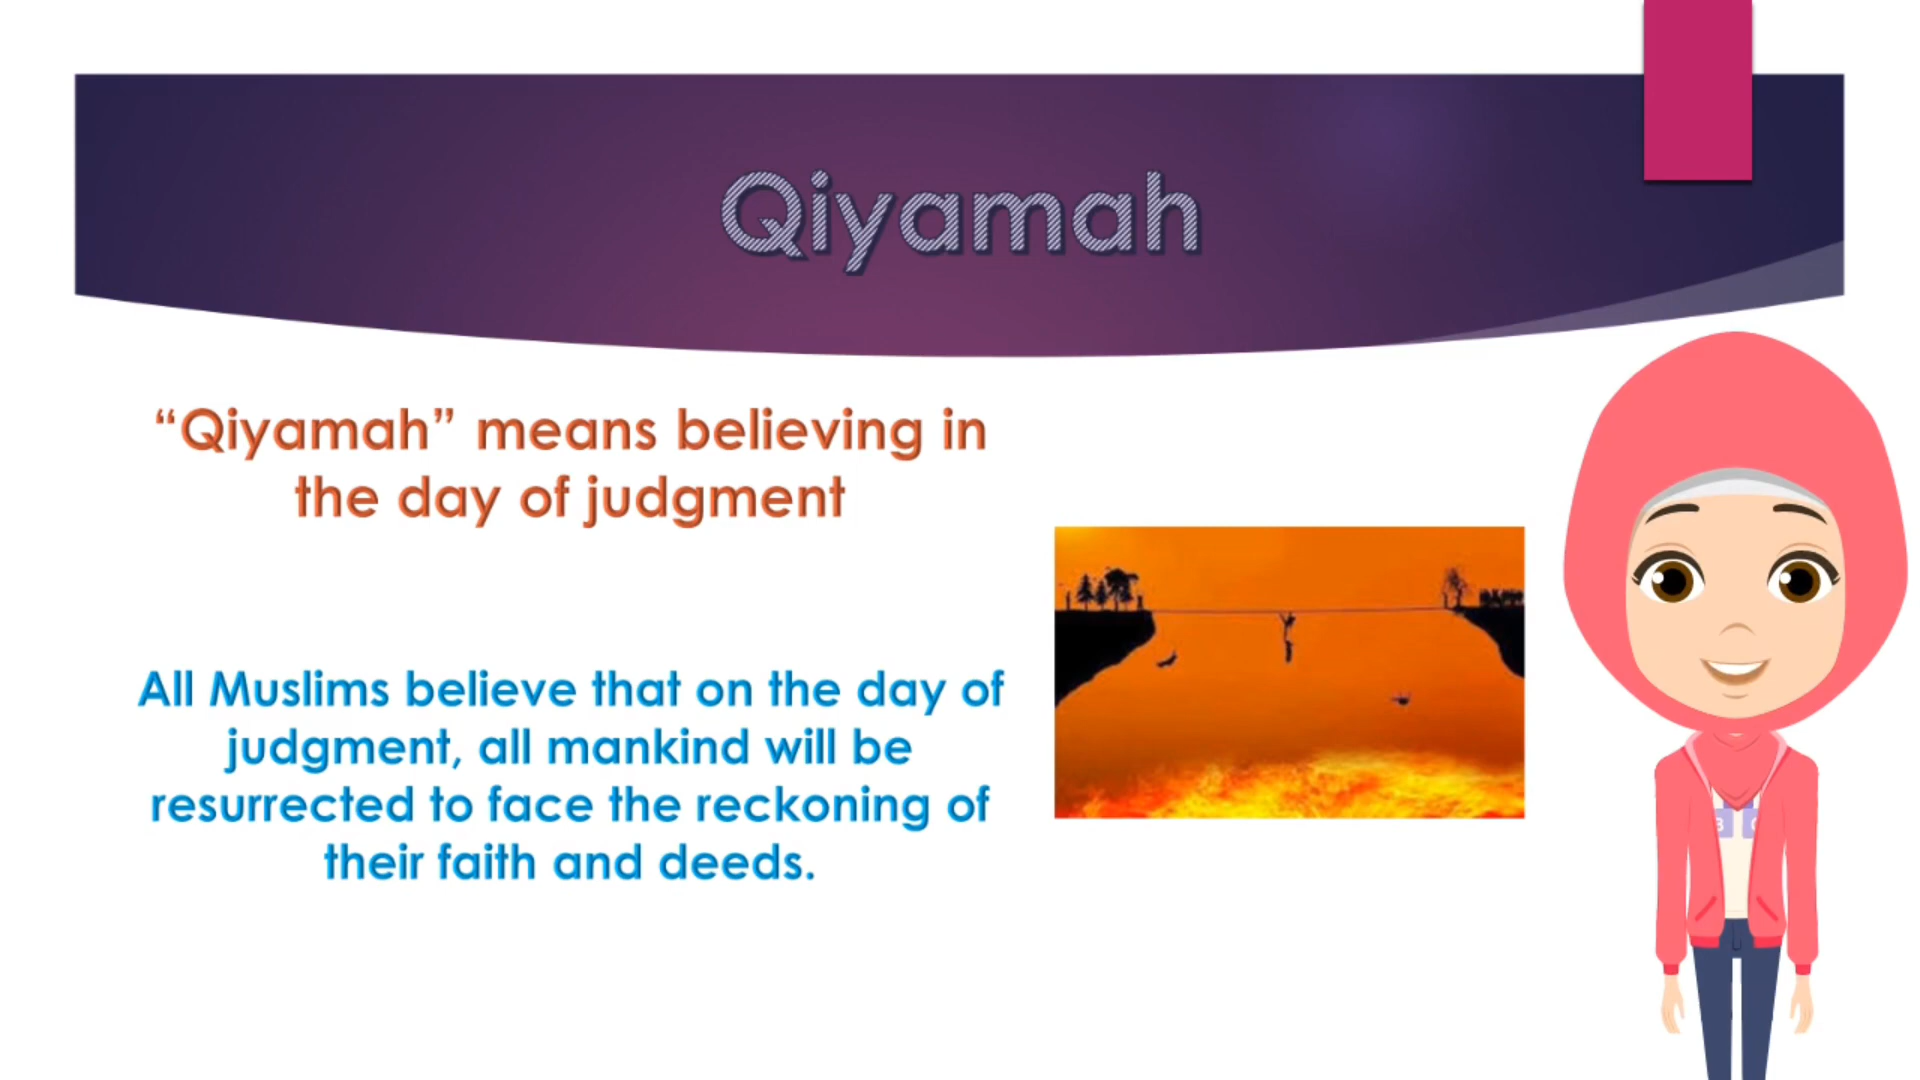 Qiyamah
“Qiyamah” means believing in
the day of judgment
All Muslims believe that on the day of
judgment, all mankind will be
resurrected to face the reckoning of
their faith and deeds.